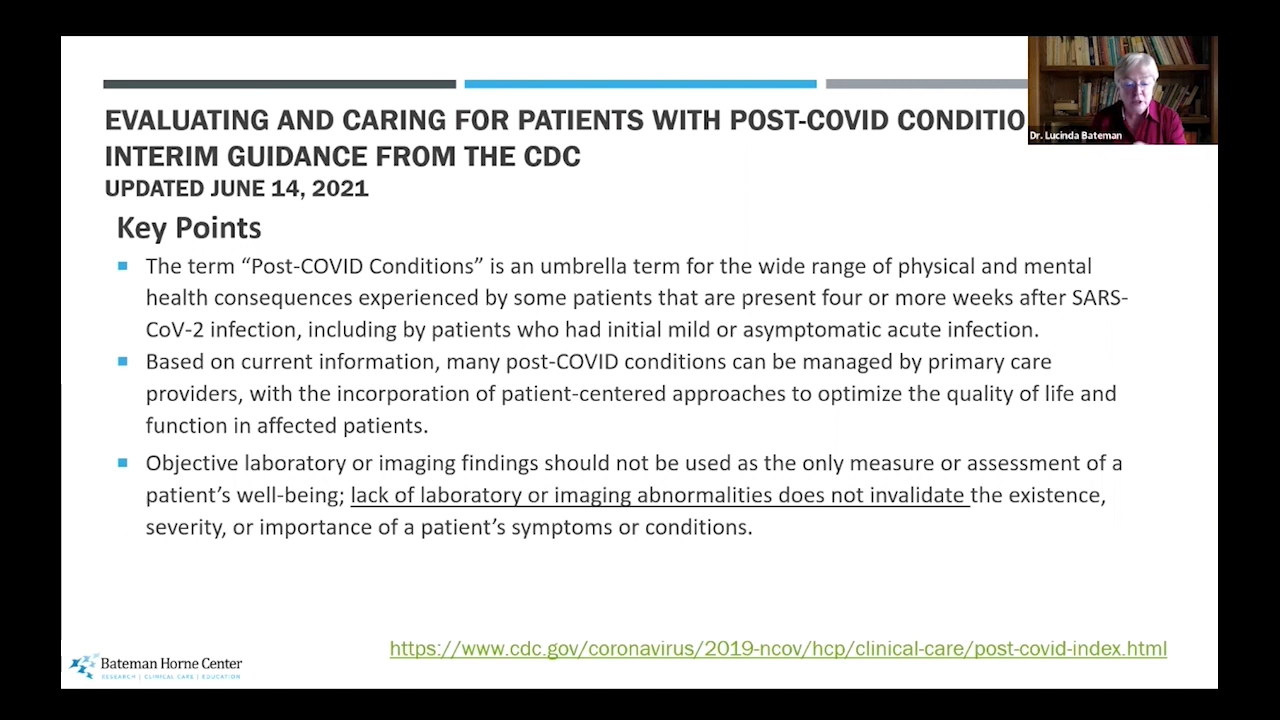 EVALUATING AND CARING FOR PATIENTS WITH POST-COVID CONDITIO
INTERIM GUIDANCE FROM THE CDC
UPDATED JUNE 14, 2021
Dr. Lucinda Bateman
Key Points
The term “Post-COVID Conditions” is an umbrella term for the wide range of physical and mental
health consequences experienced by some patients that are present four or more weeks after SARS-
CoV-2 infection, including by patients who had initial mild or asymptomatic acute infection.
Based on current information, many post-COVID conditions can be managed by primary care
providers, with the incorporation of patient-centered approaches to optimize the quality of life and
function in affected patients.
Objective laboratory or imaging findings should not be used as the only measure or assessment of a
patient’s well-being; lack of laboratory or imaging abnormalities does not invalidate the existence,
severity, or importance of a patient’s symptoms or conditions.
https://www.cdc.gov/coronavirus/2019-ncov/hcp/clinical-care/post-covid-index.html
Bateman Horne Center
RESEARCH | CLINICAL CARE | EDUCATION